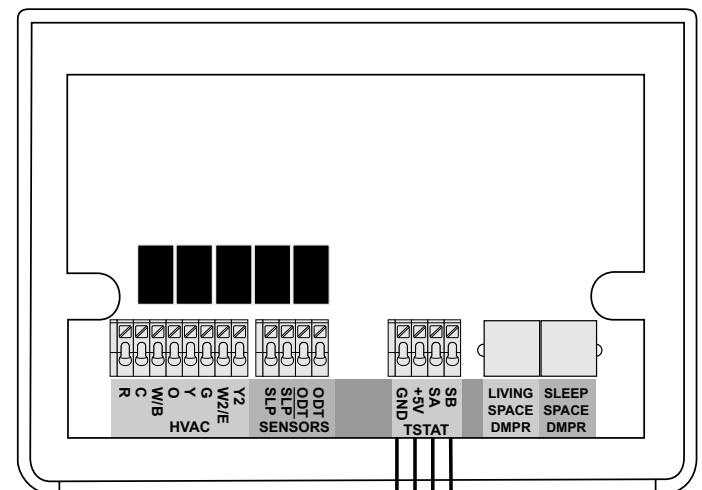 R
C
W/B
O
Y
G
W2/E
Y2
HVAC
SLP
SLP
ODT
ODT
SENSORS
GND
+5V
SA
SB
TSTAT
LIVING
SPACE
DMPR
SLEEP
SPACE
DMPR